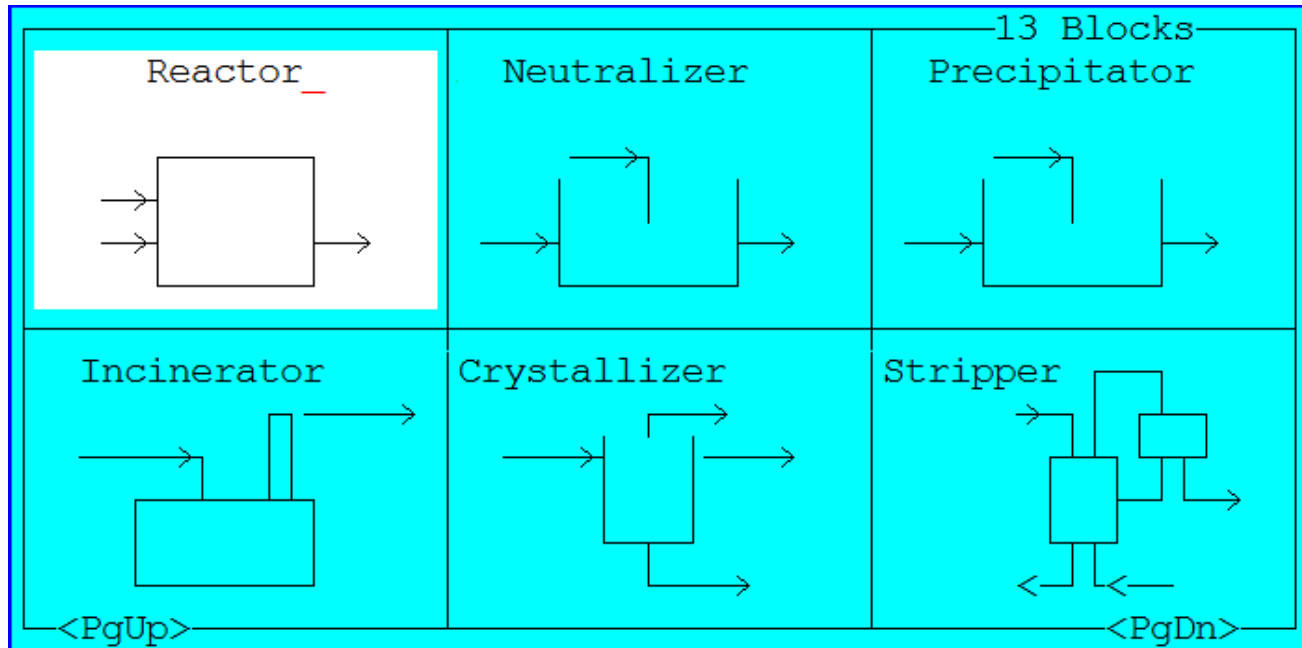 13 Blocks
Reactor_
Neutralizer
Precipitator
Incinerator
Crystallizer
Stripper
<PgUp>
<PgDn>